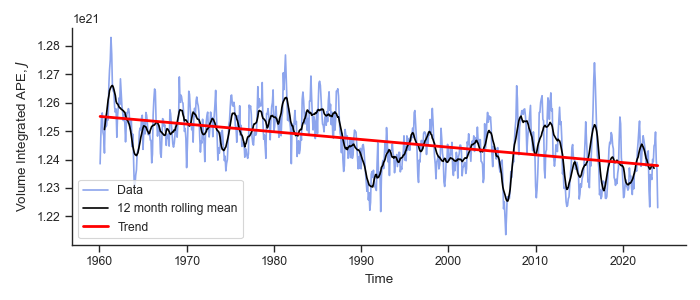 1e21
1.28
1.27
1.26
1.25
1.24
1.23
1.22
Volume Integrated APE, J
Data
12 month rolling mean
Trend
1960 1970 1980 1990 2000 2010 2020
Time